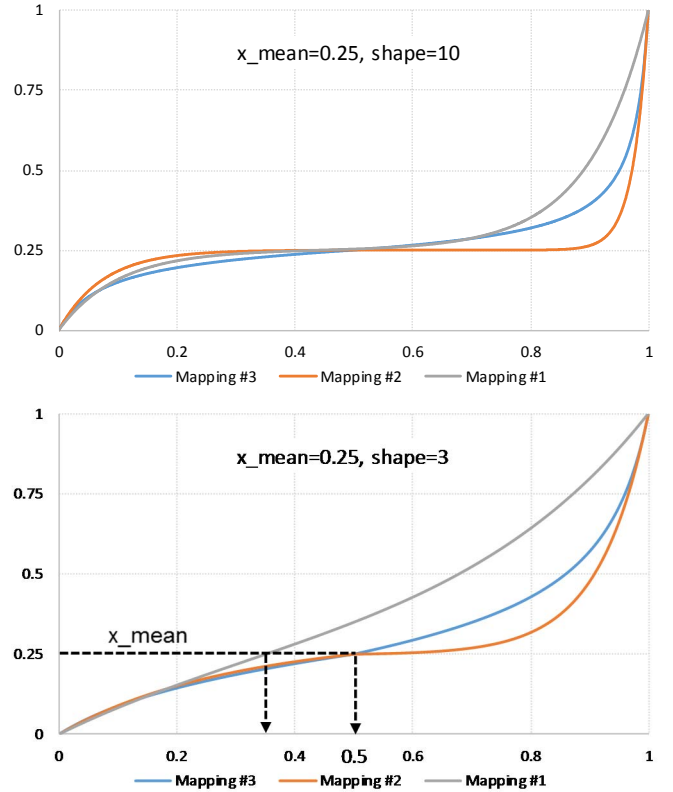 1
x_mean=0.25, shape=10
0.75
0.5
0.25
0
0 0.2 0.4 0.6 0.8 1
Mapping #3 Mapping #2 Mapping #1
1
x_mean=0.25, shape=3
0.75
0.5
x_mean
0.25
0
0 0.2 0.4 0.5 0.6 0.8 1
Mapping #3 Mapping #2 Mapping #1